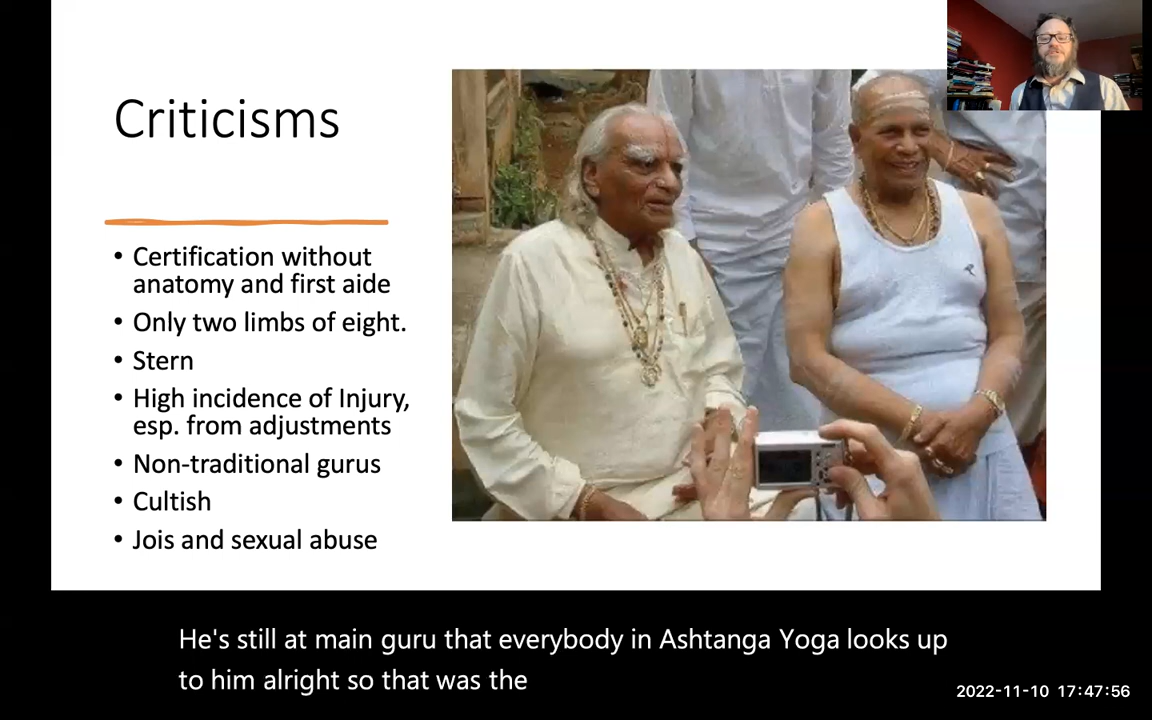 Criticisms
• Certification without
anatomy and first aide
• Only two limbs of eight.
• Stern
• High incidence of Injury,
esp. from adjustments
• Non-traditional gurus
• Cultish
• Jois and sexual abuse
He's still at main guru that everybody in Ashtanga Yoga looks up
to him alright so that was the
2022-11-10 17:47:56